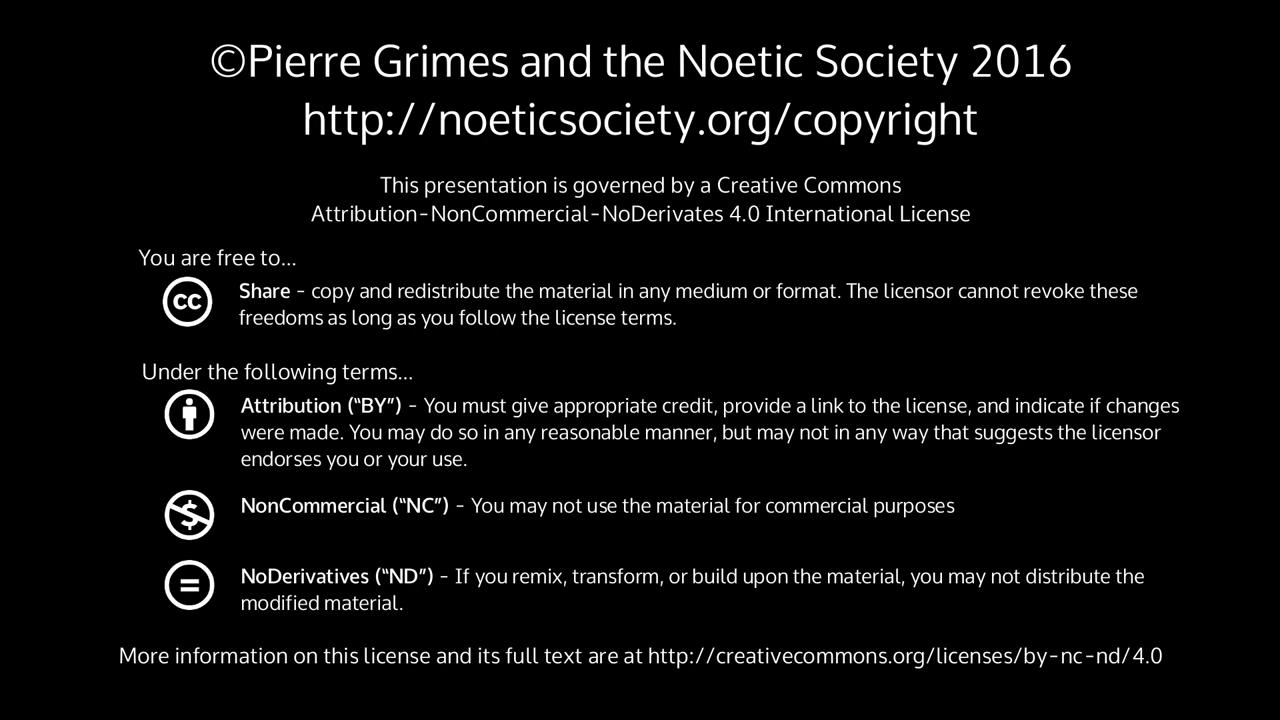 ©Pierre Grimes and the Noetic Society 2016
http://noeticsociety.org/copyright
This presentation is governed by a Creative Commons
Attribution-NonCommercial-NoDerivates 4.0 International License
You are free to...
cc
Share - copy and redistribute the material in any medium or format. The licensor cannot revoke these
freedoms as long as you follow the license terms.
Under the following terms...
Attribution (“BY”) - You must give appropriate credit, provide a link to the license, and indicate if changes
were made. You may do so in any reasonable manner, but may not in any way that suggests the licensor
endorses you or your use.
NonCommercial (“NC”) - You may not use the material for commercial purposes
NoDerivatives (“ND”) - If you remix, transform, or build upon the material, you may not distribute the
modified material.
More information on this license and its full text are at http://creativecommons.org/licenses/by-nc-nd/4.0